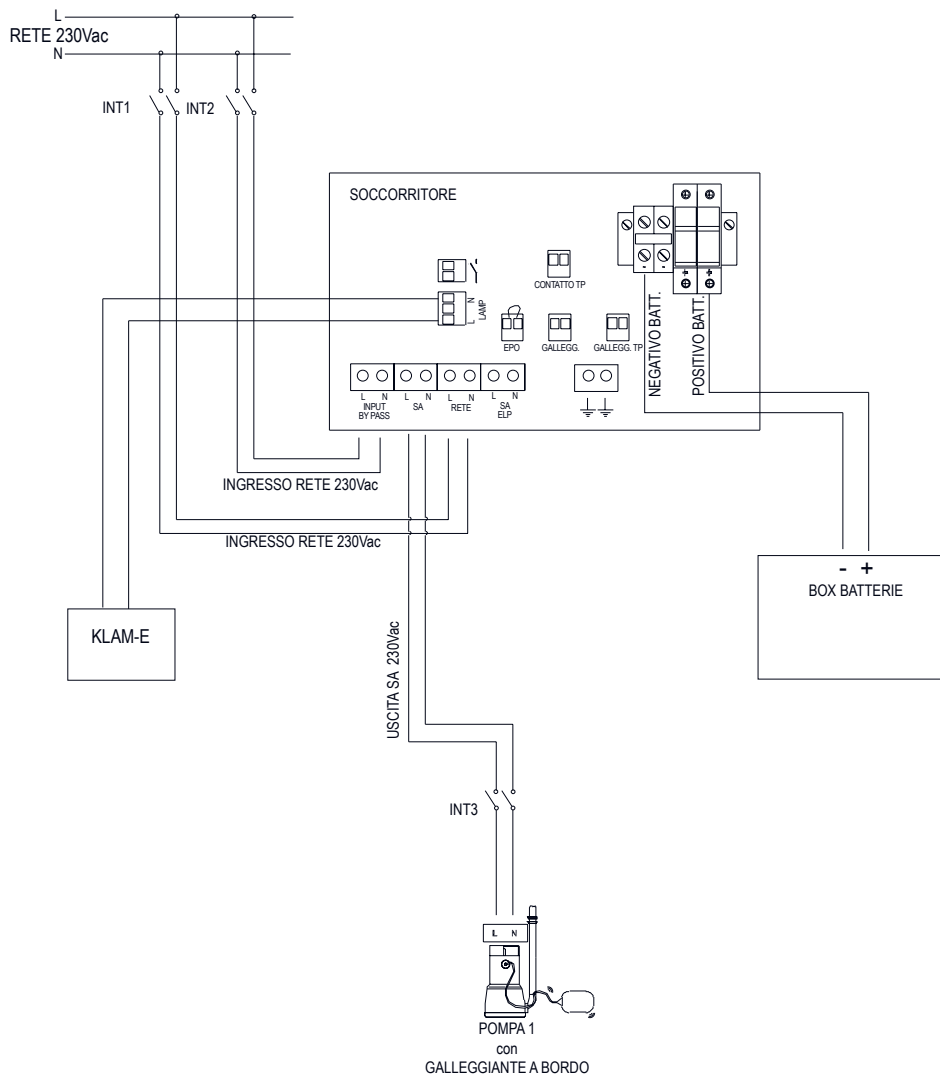 L
RETE 230Vac
N
INT1
INT2
SOCCORRITORE
CONTATTO TP
N
LAMP
L
EPO
GALLEGG.
GALLEGG. TP
- -
+ +
NEGATIVO BATT.
POSITIVO BATT.
L N L N L N L N
INPUT
BY PASS
SA
RETE
SA
ELP
INGRESSO RETE 230Vac
INGRESSO RETE 230Vac
- +
BOX BATTERIE
KLAM-E
USCITA SA 230Vac
INT3
L N
POMPA 1
con
GALLEGGIANTE A BORDO